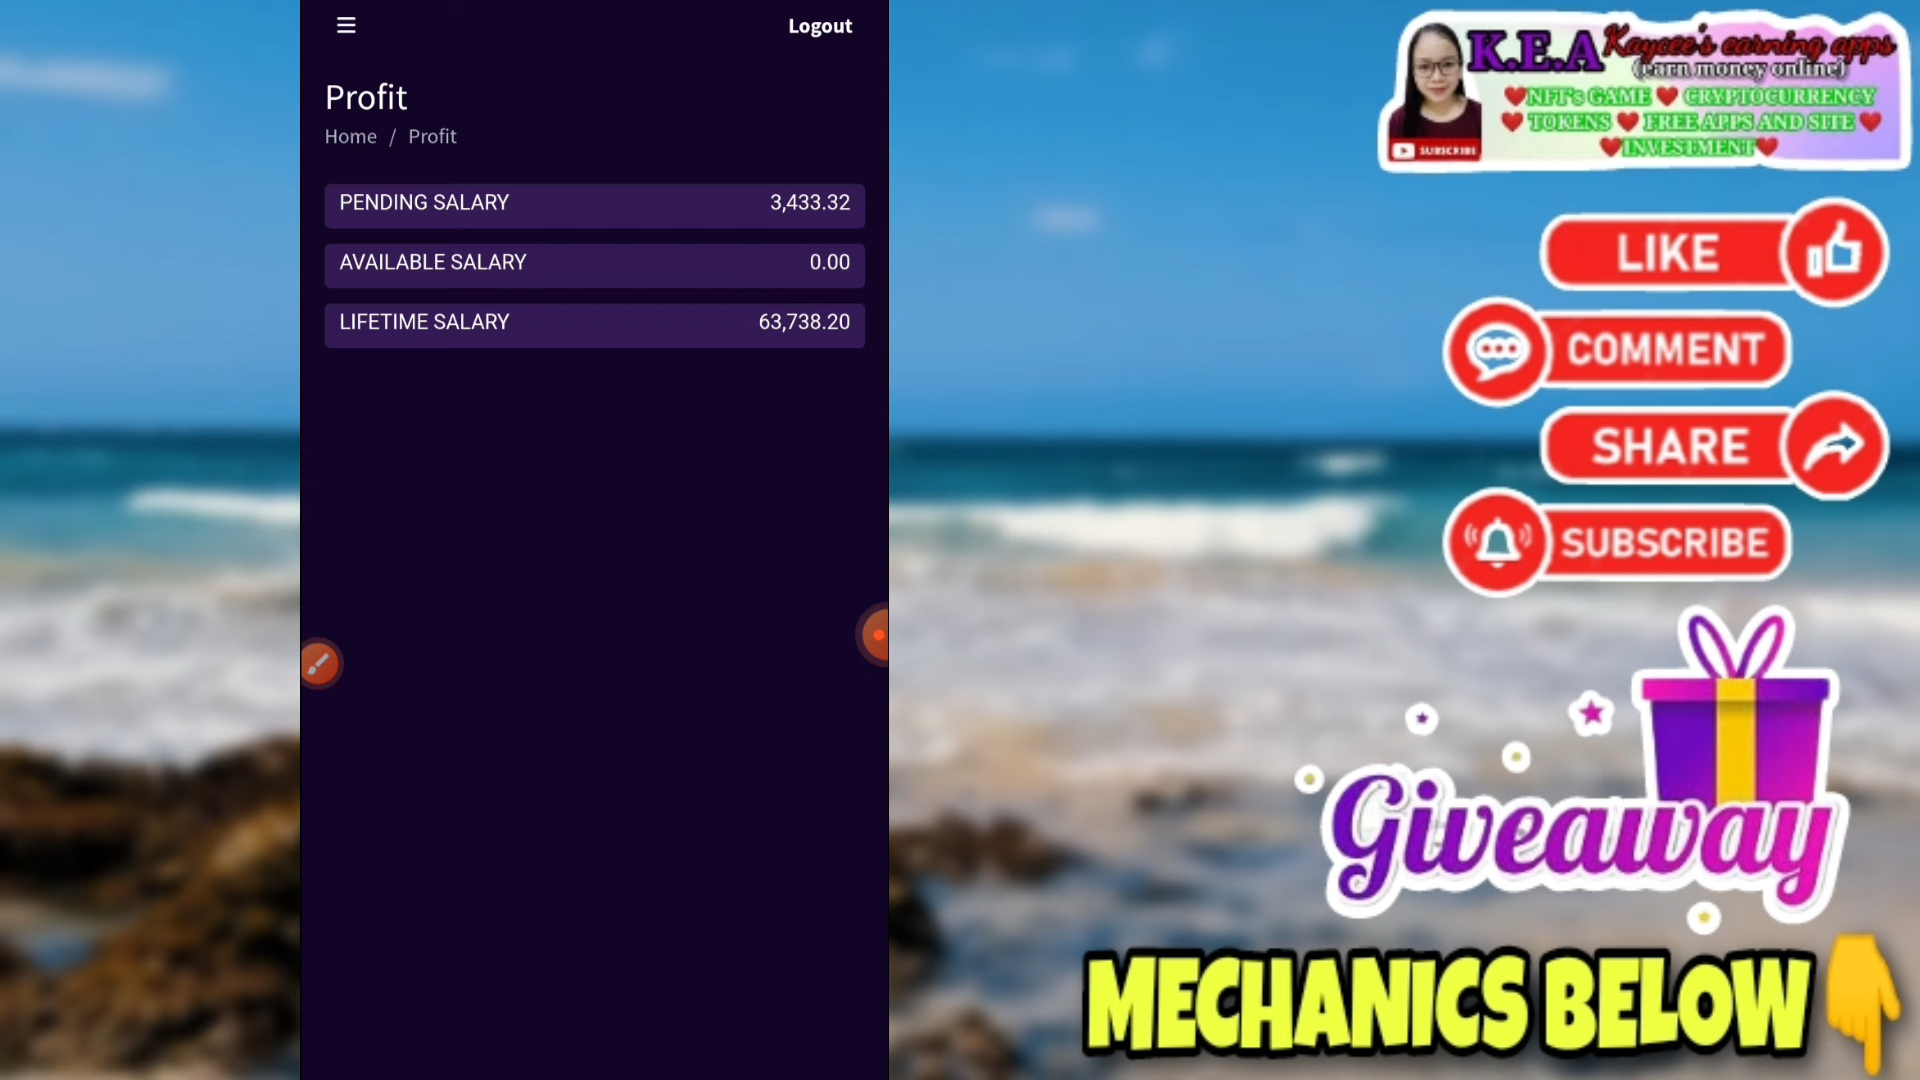 Logout
Profit
Home / Profit
PENDING SALARY 3,433.32
AVAILABLE SALARY 0.00
LIFETIME SALARY 63,738.20
K.E.A Kaycee's earning apps
(earn money online)
NFT's GAME CRYPTOCURRENCY
TOKENS FREE APPS AND SITE
INVESTMENT
SUBSCRIBE
LIKE
COMMENT
SHARE
SUBSCRIBE
Giveaway
MECHANICS BELOW